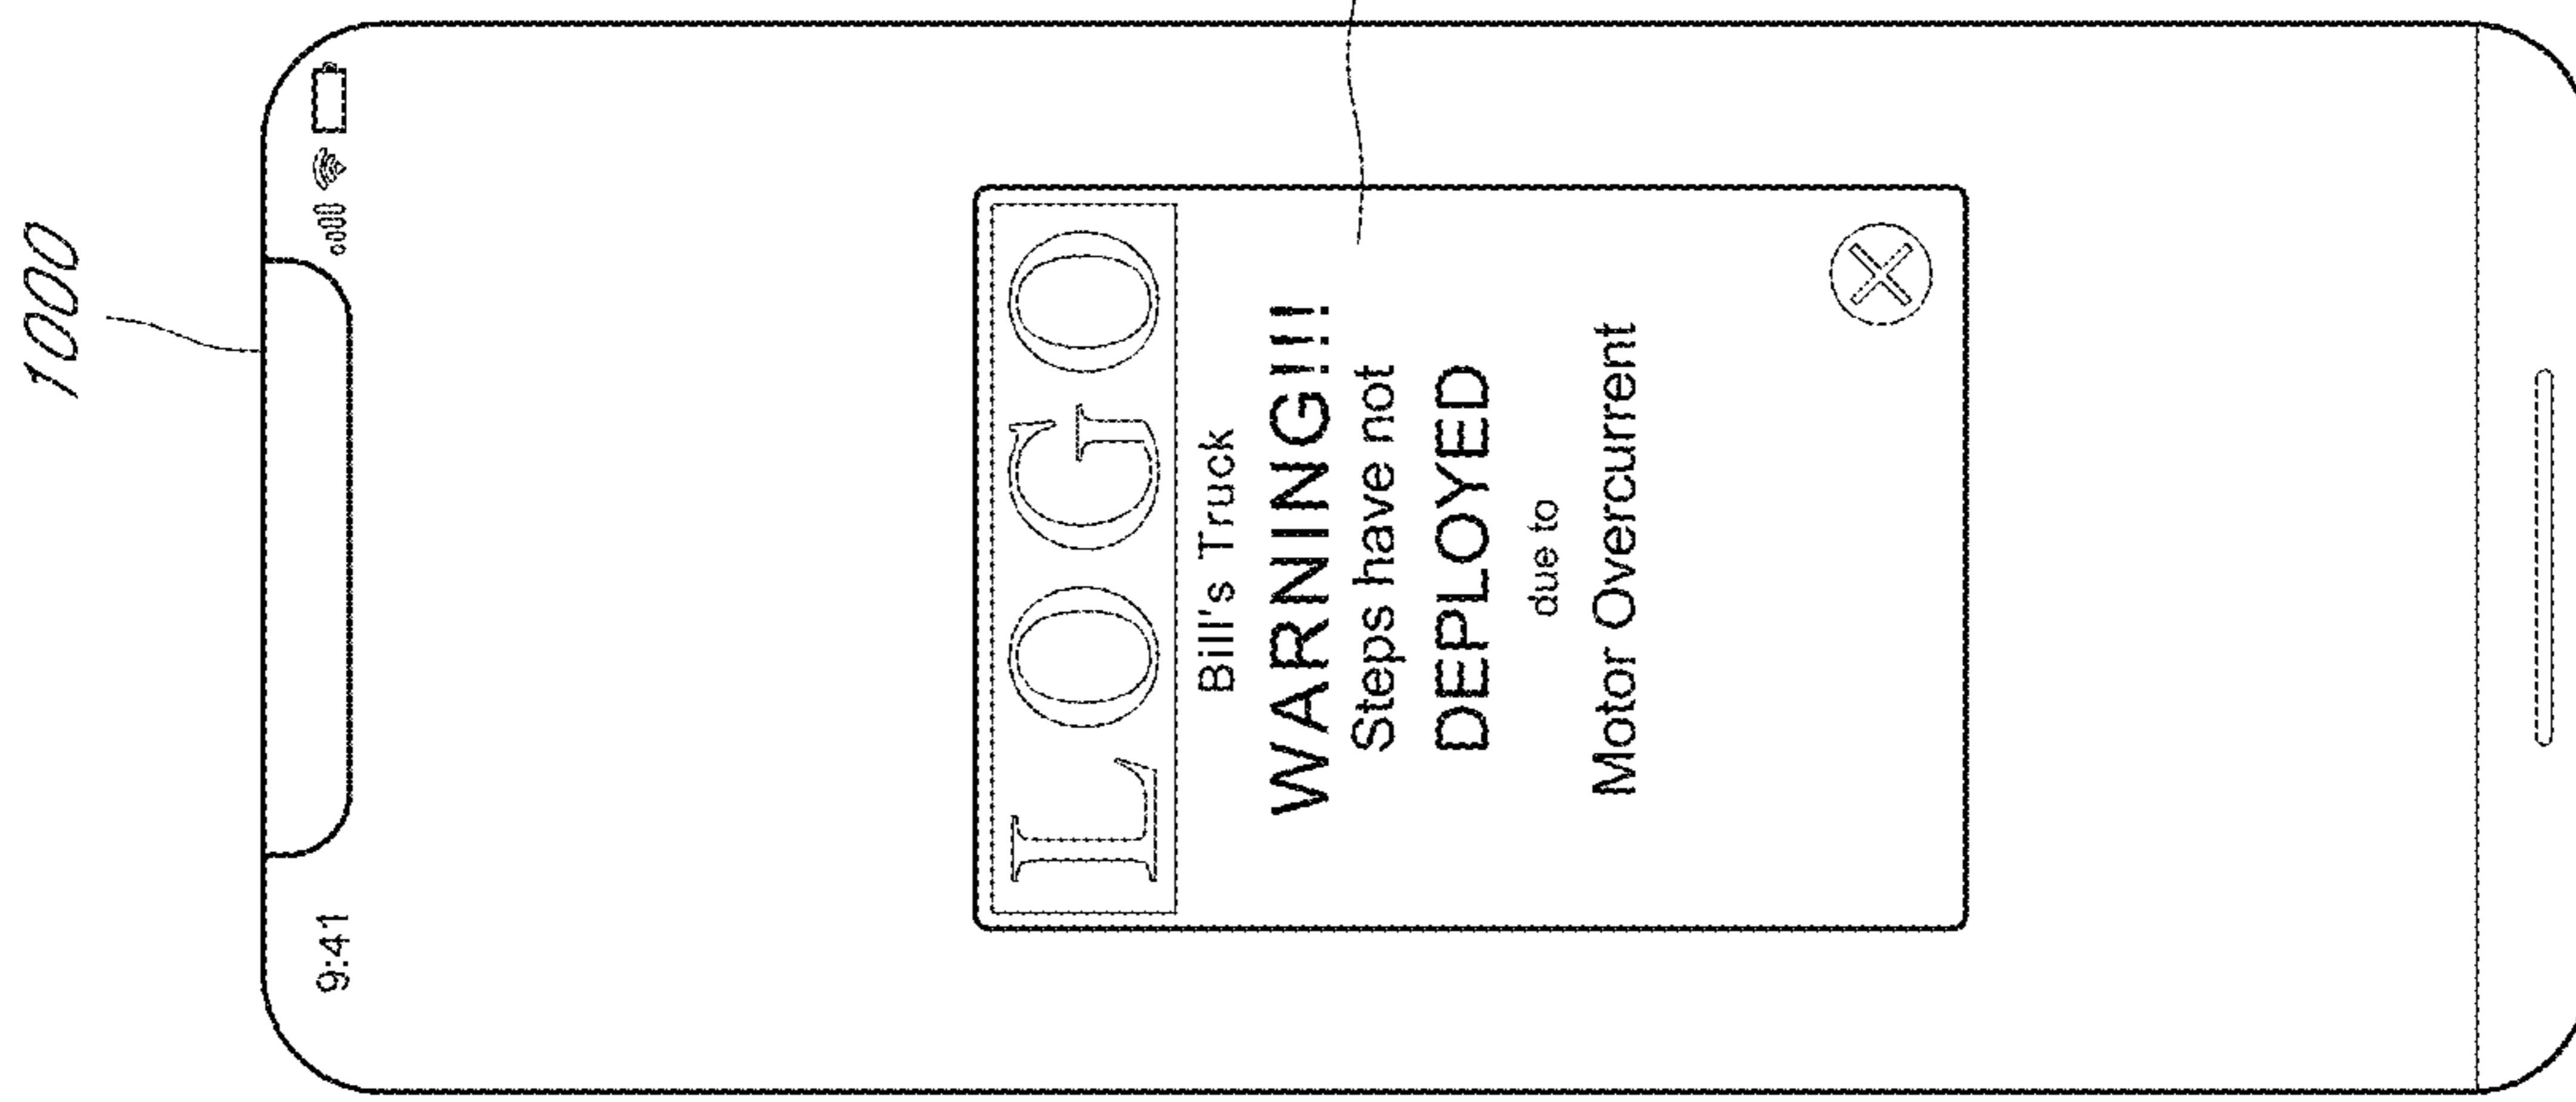 1000
9:41
LOGO
Bill's Truck
WARNING!!!!
Steps have not
DEPLOYED
due to
Motor Overcurrent